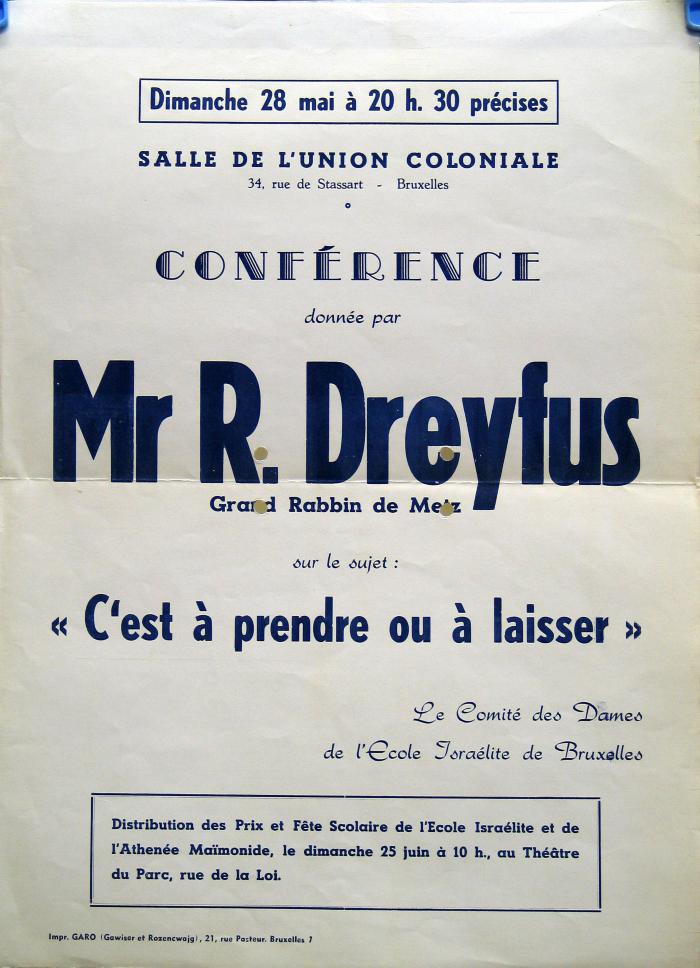 Dimanche 28 mai à 20 h. 30 précises
SALLE DE L'UNION COLONIALE
34, rue de Stassart - Bruxelles
CONFÉRENCE
donnée par
Mr R. Dreyfus
Grand Rabbin de Metz
sur le sujet :
« C'est à prendre ou à laisser »
Le Comité des Dames
de l'Ecole Israélite de Bruxelles
Distribution des Prix et Fête Scolaire de l'Ecole Israélite et de
l'Athenée Maïmonide, le dimanche 25 juin à 10 h., au Théâtre
du Parc, rue de la Loi.
Impr. GARO (Gawiser et Rozencwajg), 21, rue Pasteur. Bruxelles 7